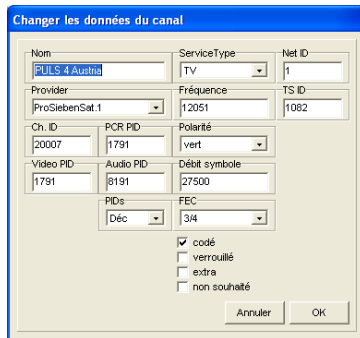 Changer les données du canal
Nom ServiceType Net ID
PULS 4 Austria TV 1
Provider Fréquence TS ID
ProSiebenSat.1 12051 1082
Ch. ID PCR PID Polarité
20007 1791 vert
Video PID Audio PID Débit symbole
1791 8191 27500
PIDs FEC
Déc 3/4
codé
verrouillé
extra
non souhaité
Annuler OK